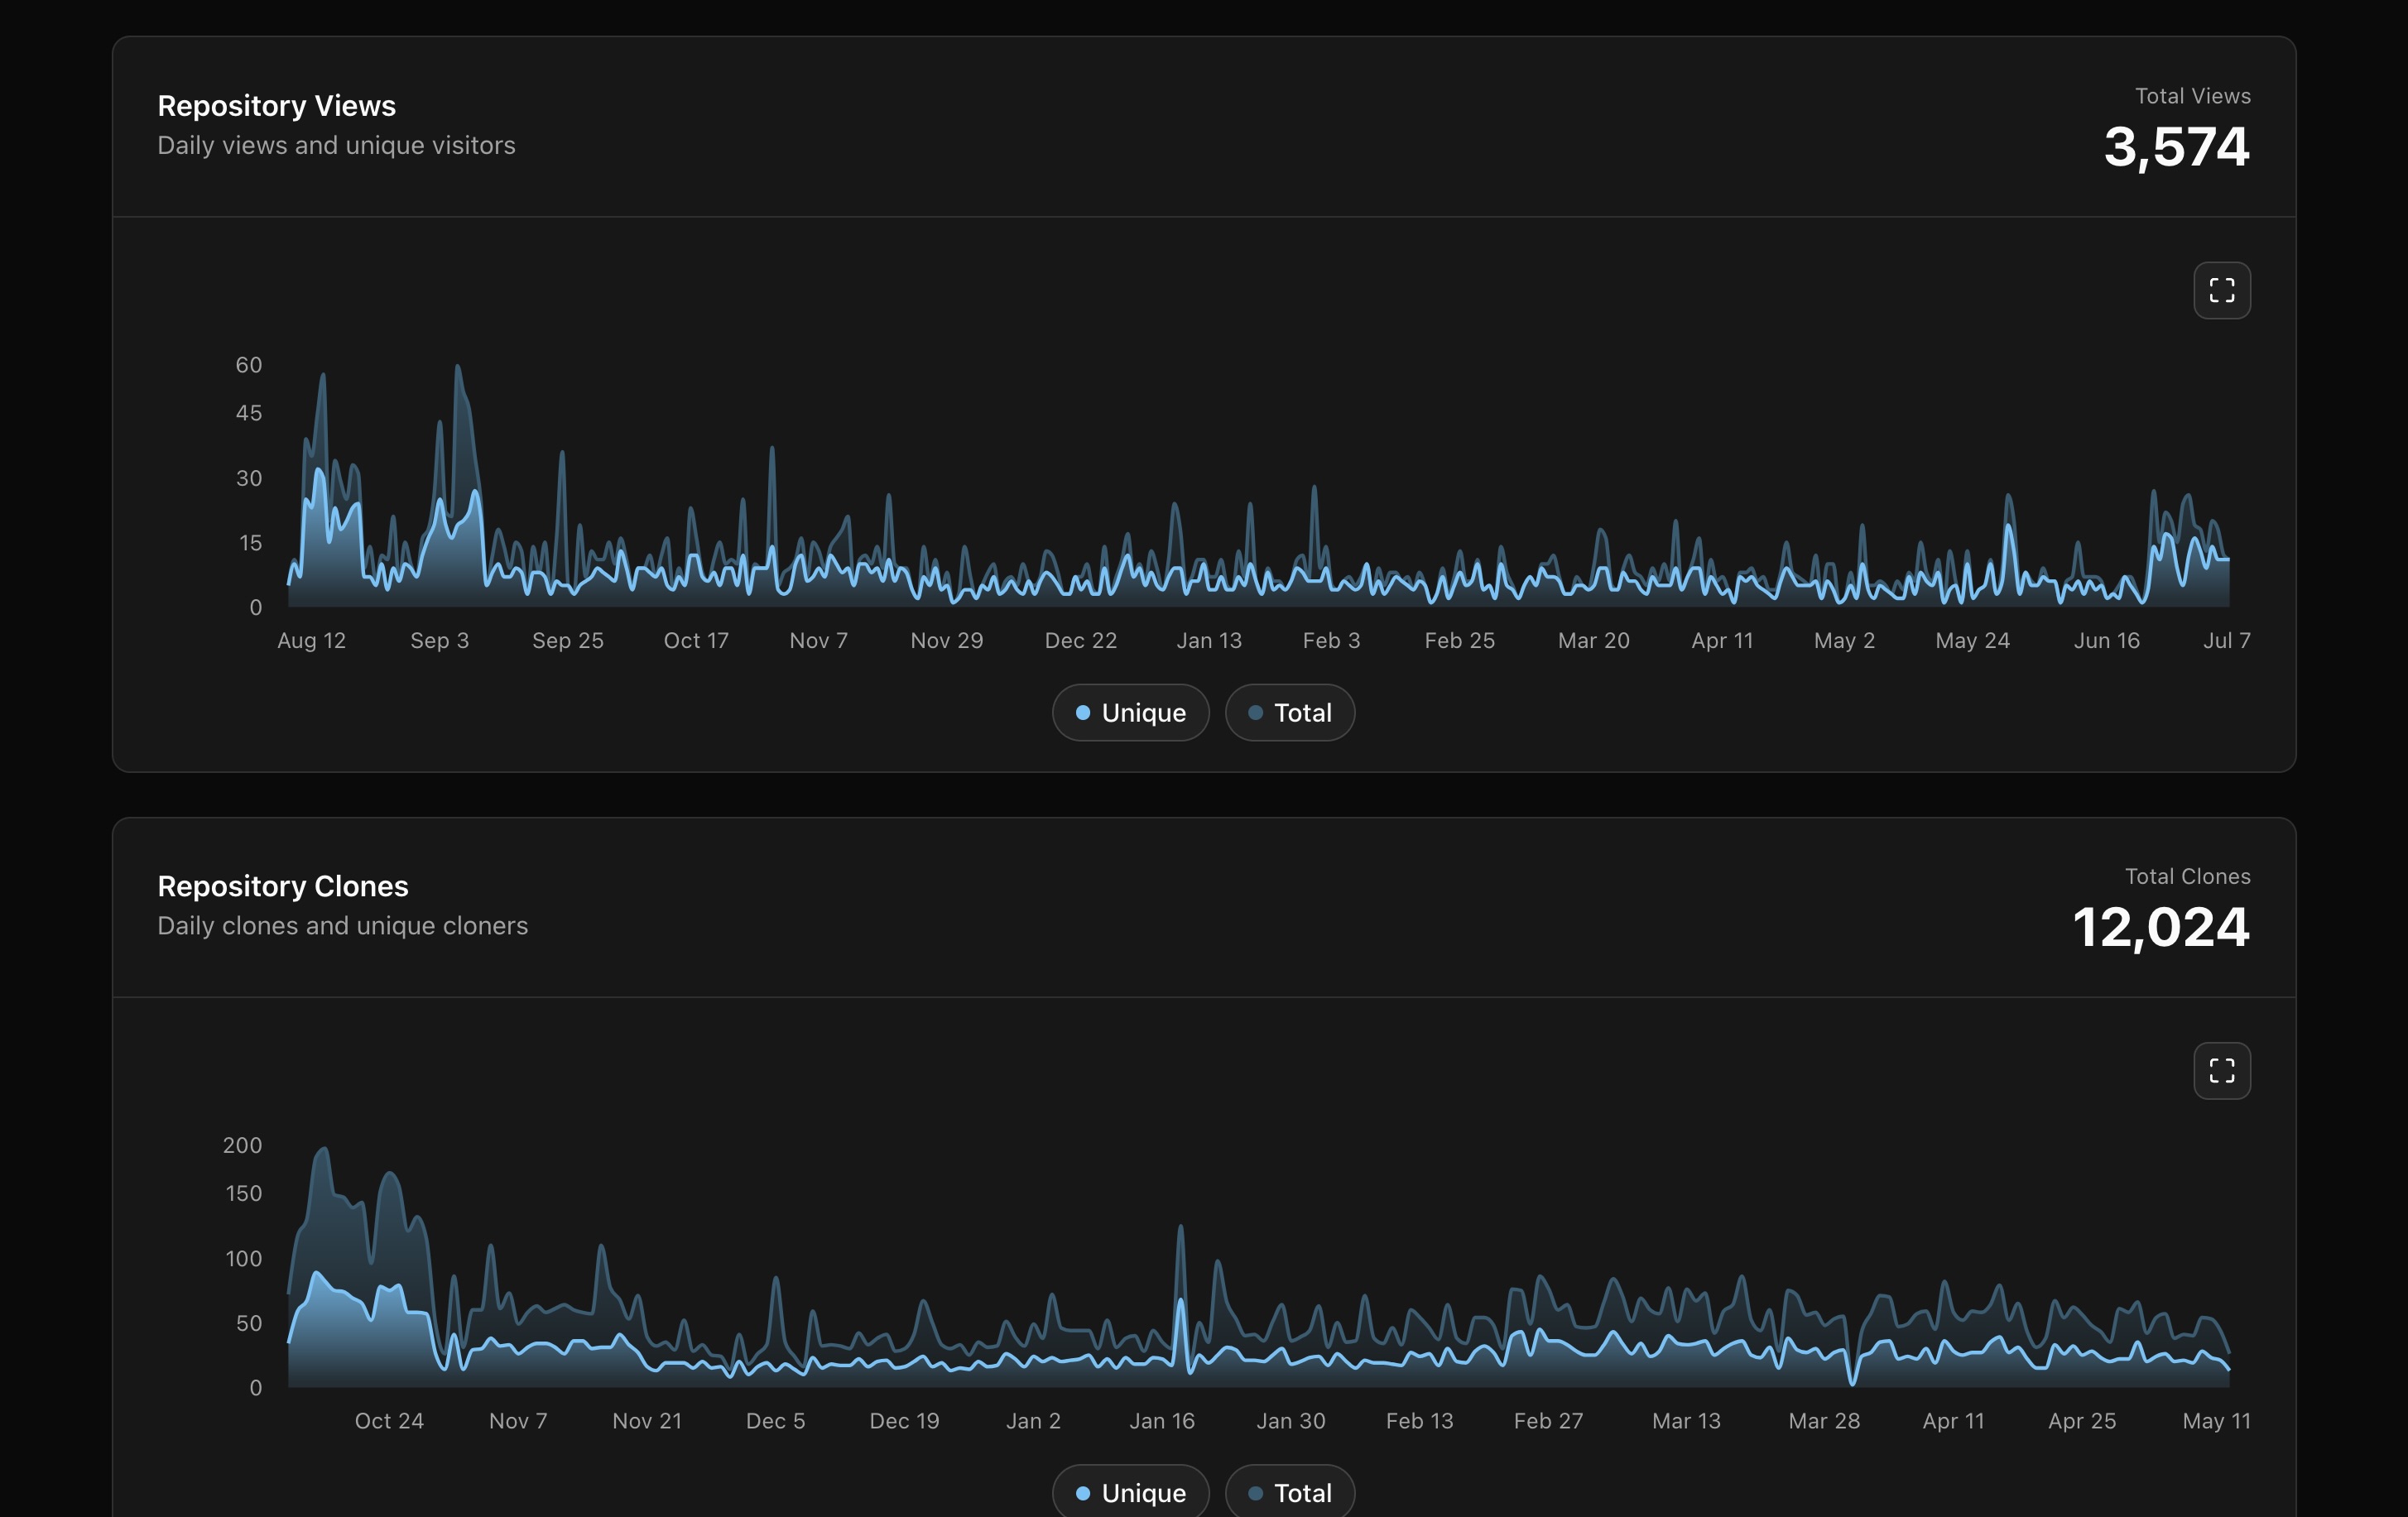 Repository Views
Daily views and unique visitors
Total Views
3,574
60
45
30
15
0
Aug 12 Sep 3 Sep 25 Oct 17 Nov 7 Nov 29 Dec 22 Jan 13 Feb 3 Feb 25 Mar 20 Apr 11 May 2 May 24 Jun 16 Jul 7
Unique Total
Repository Clones
Daily clones and unique cloners
Total Clones
12,024
200
150
100
50
0
Oct 24 Nov 7 Nov 21 Dec 5 Dec 19 Jan 2 Jan 16 Jan 30 Feb 13 Feb 27 Mar 13 Mar 28 Apr 11 Apr 25 May 11
Unique Total